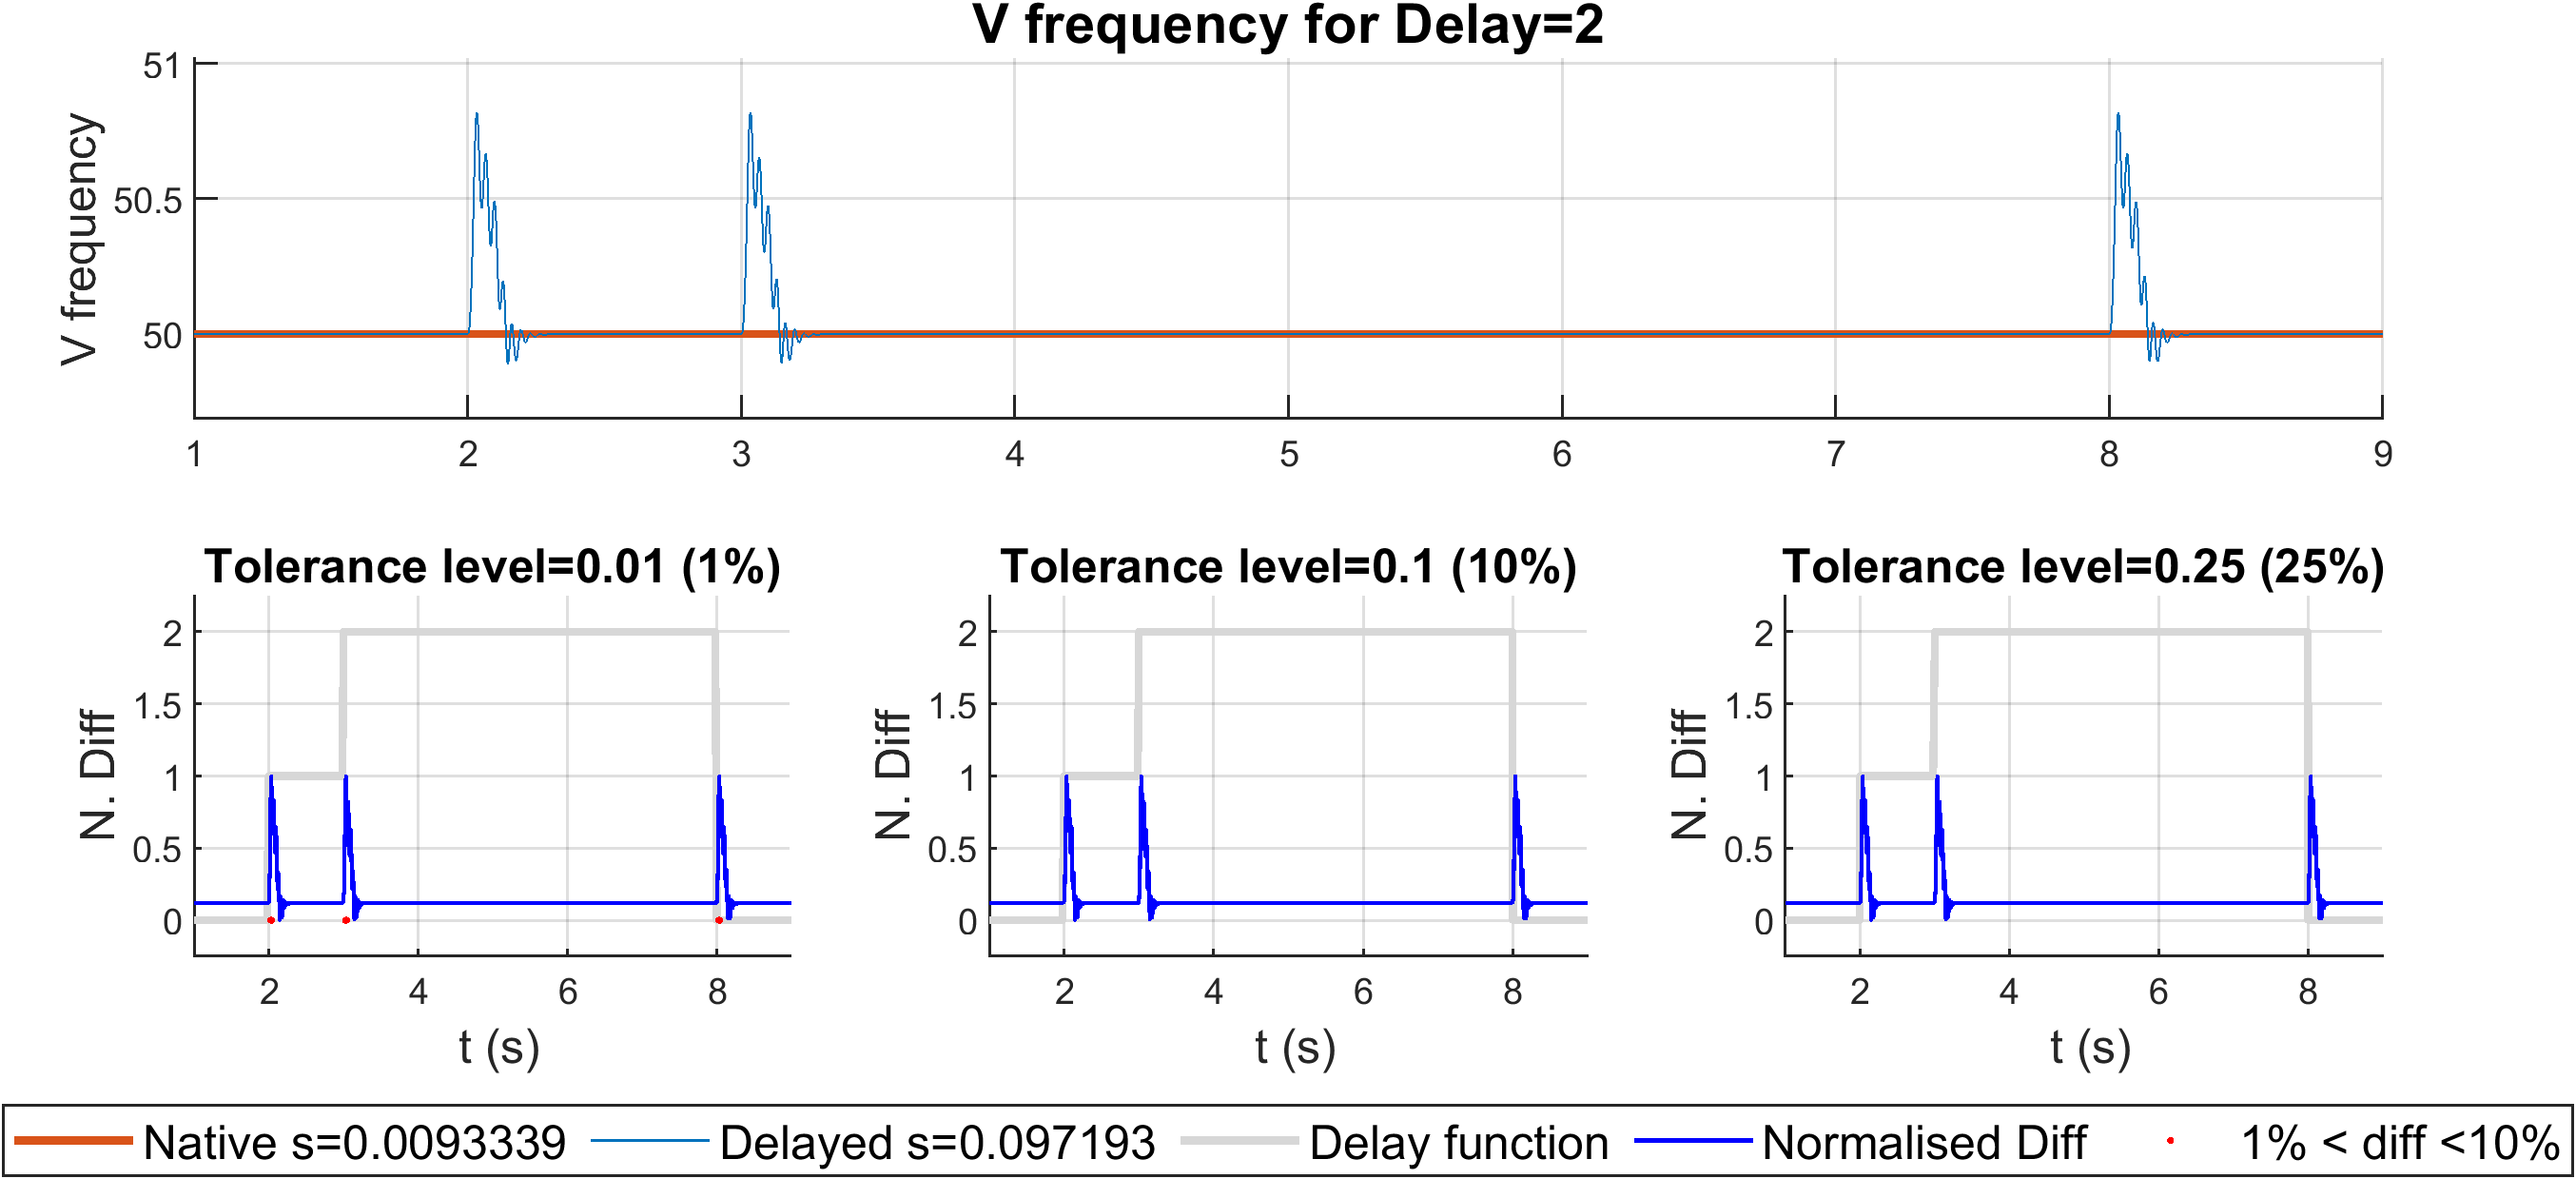 V frequency for Delay=2
V frequency
51
50.5
50
1 2 3 4 5 6 7 8 9
Tolerance level=0.01 (1%)
N. Diff
2
1.5
1
0.5
0
2 4 6 8
t (s)
Tolerance level=0.1 (10%)
N. Diff
2
1.5
1
0.5
0
2 4 6 8
t (s)
Tolerance level=0.25 (25%)
N. Diff
2
1.5
1
0.5
0
2 4 6 8
t (s)
Native s=0.0093339 Delayed s=0.097193 Delay function Normalised Diff 1% < diff <10%